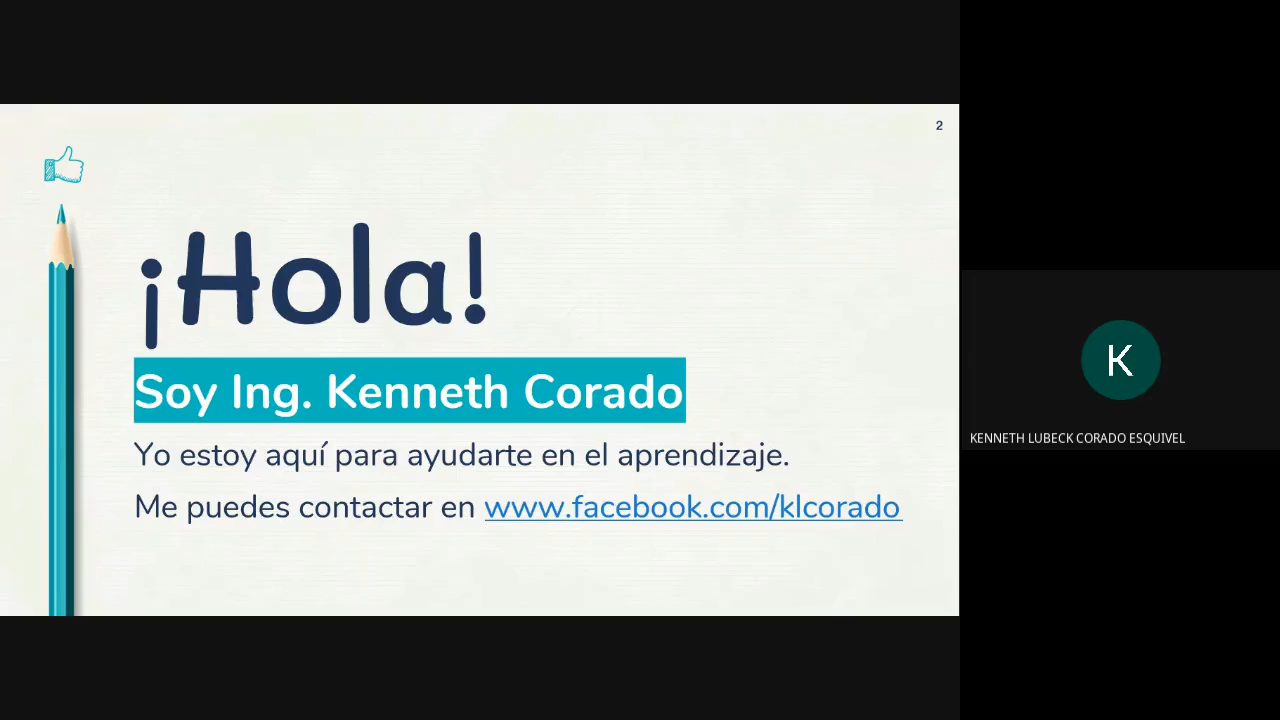 2
¡Hola!
Soy Ing. Kenneth Corado
Yo estoy aquí para ayudarte en el aprendizaje.
Me puedes contactar en www.facebook.com/klcorado
K
KENNETH LUBECK CORADO ESQUIVEL